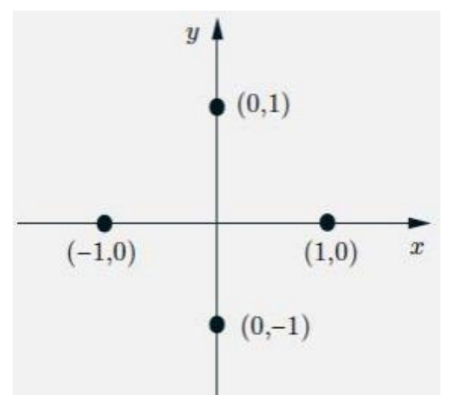 y
(0,1)
(−1,0)
(1,0)
x
(0,−1)